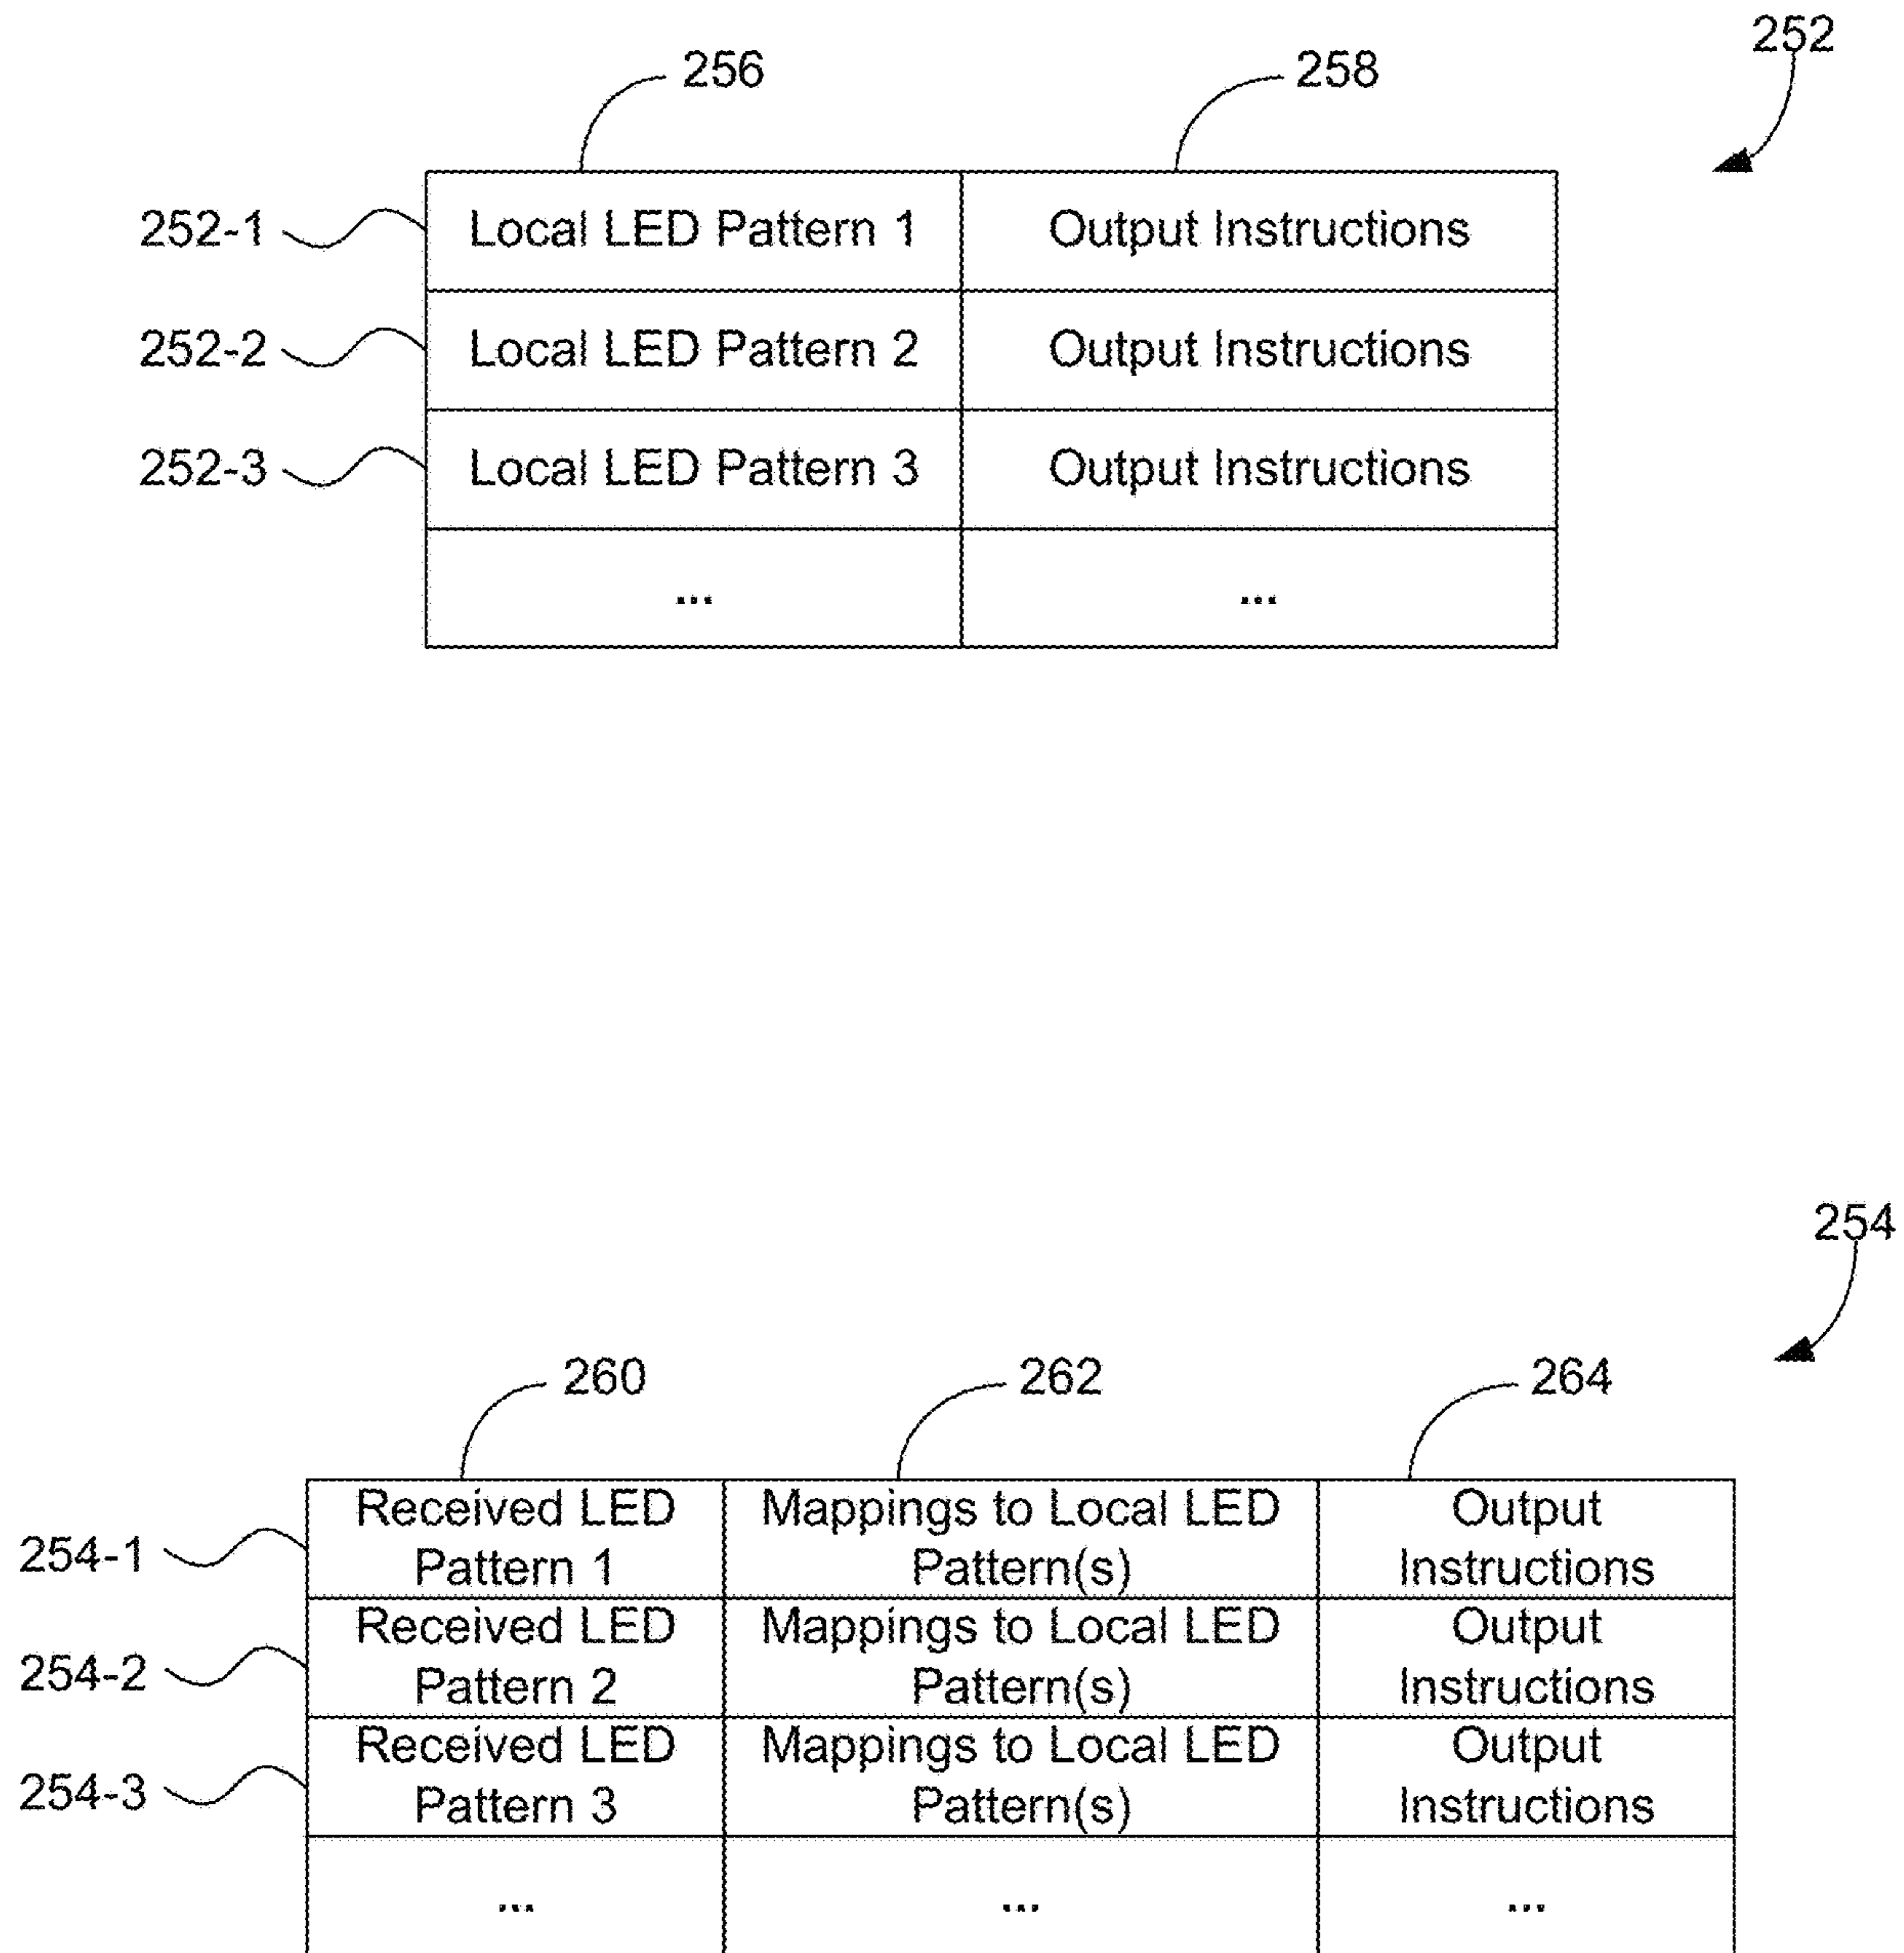 252
256
258
252-1
Local LED Pattern 1
Output Instructions
252-2
Local LED Pattern 2
Output Instructions
252-3
Local LED Pattern 3
Output Instructions
...
...
254
260
262
264
254-1
Received LED
Pattern 1
Mappings to Local LED
Pattern(s)
Output
Instructions
254-2
Received LED
Pattern 2
Mappings to Local LED
Pattern(s)
Output
Instructions
254-3
Received LED
Pattern 3
Mappings to Local LED
Pattern(s)
Output
Instructions
...
...
...